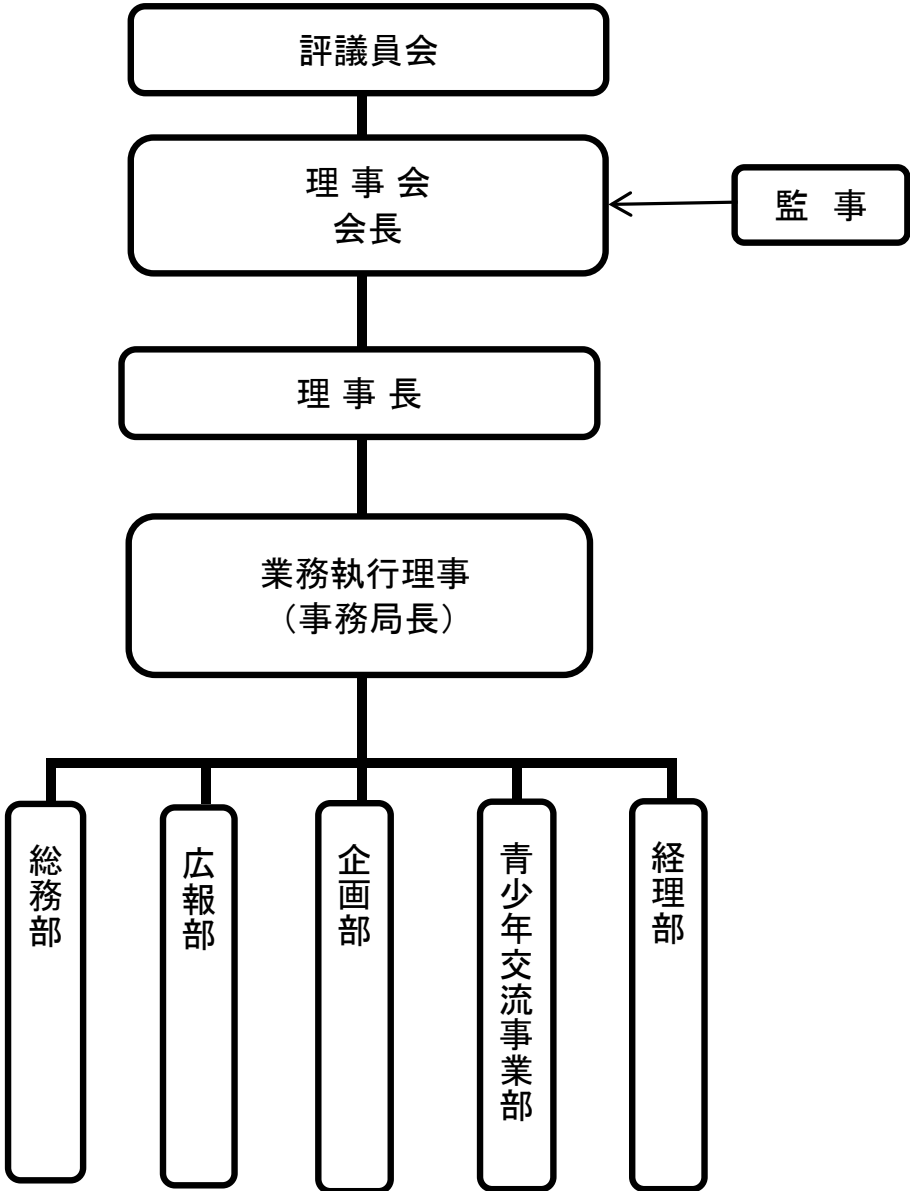 評議員会
理 事 会
会長
監 事
理 事 長
業務執行理事
（事務局長）
総務部
広報部
企画部
青少年交流事業部
経理部